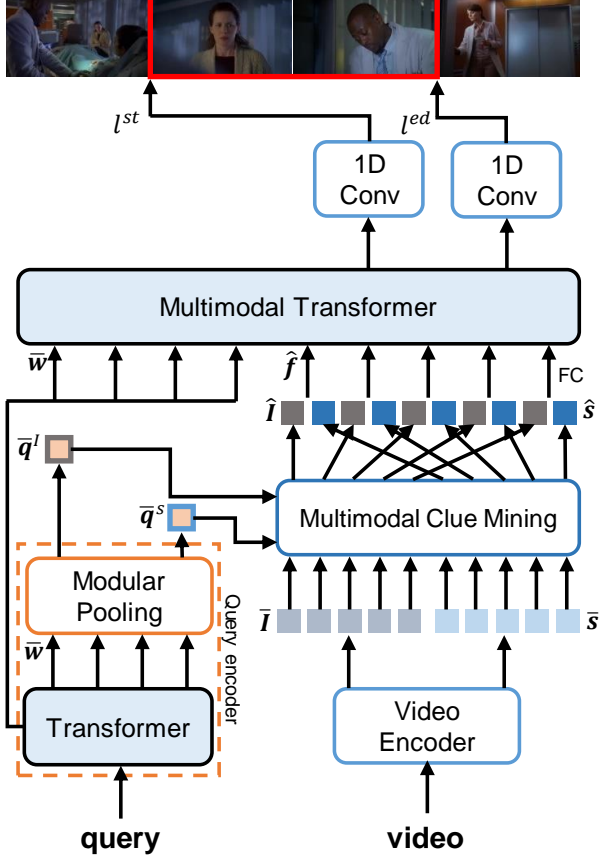 l^{st}
l^{ed}
1D
Conv
1D
Conv
Multimodal Transformer
w̄
f̂
FC
Î
ŝ
q̄^I
q̄^s
Multimodal Clue Mining
Modular
Pooling
Query encoder
w̄
Ī
s̄
Transformer
Video
Encoder
query
video